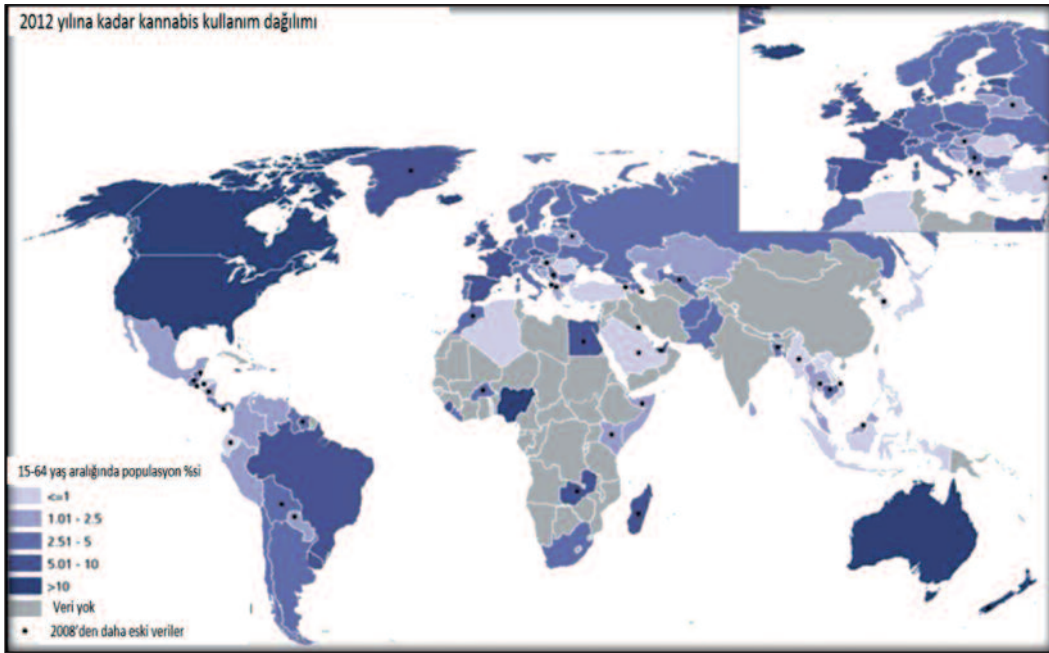 2012 yılına kadar kannabis kullanım dağılımı
15-64 yaş aralığında populasyon %si
<=1
1.01 - 2.5
2.51 - 5
5.01 - 10
>10
Veri yok
2008'den daha eski veriler